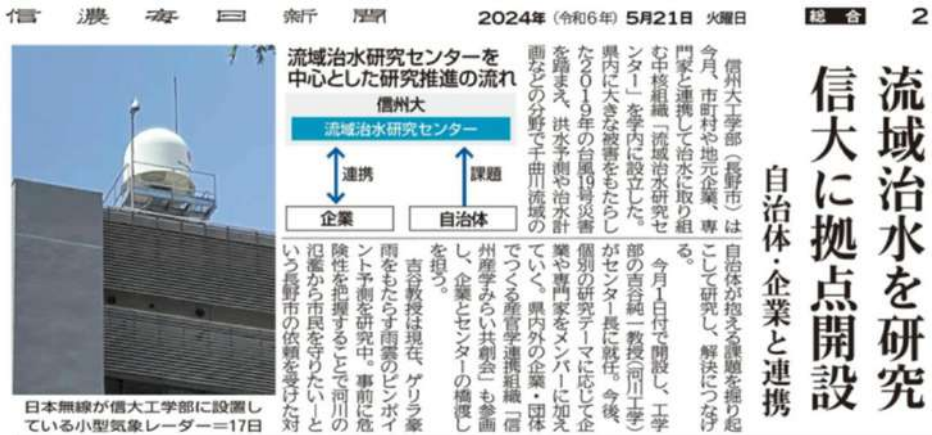 信濃毎日新聞
2024年（令和6年）5月21日 火曜日
総合 2
流域治水を研究
信大に拠点開設
自治体・企業と連携
信州大工学部（長野市）は
今月、市町村や地元企業、専
門家と連携して治水に取り組
む中核組織「流域治水研究セ
ンター」を学内に設立した。
県内に大きな被害をもたらし
た2019年の台風19号災害
を踏まえ、洪水予測や治水計
画などの分野で千曲川流域の
自治体が抱える課題を掘り起
こして研究し、解決につなげ
る。
今月1日付で開設し、工学
部の吉谷純一教授（河川工学）
がセンター長に就任。今後、
個別の研究テーマに応じて企
業や専門家をメンバーに加え
ていく。県内外の企業・団体
でつくる産官学連携組織「信
州産学みらい共創会」も参画
し、企業とセンターの橋渡し
を担う。
吉谷教授は現在、ゲリラ豪
雨をもたらす雨雲のピンポイ
ント予測を研究中。事前に危
険性を把握することで河川の
氾濫から市民を守りたい―と
いう長野市の依頼を受けた対
流域治水研究センターを
中心とした研究推進の流れ
信州大
流域治水研究センター
連携
課題
企業
自治体
日本無線が信大工学部に設置し
ている小型気象レーダー＝17日